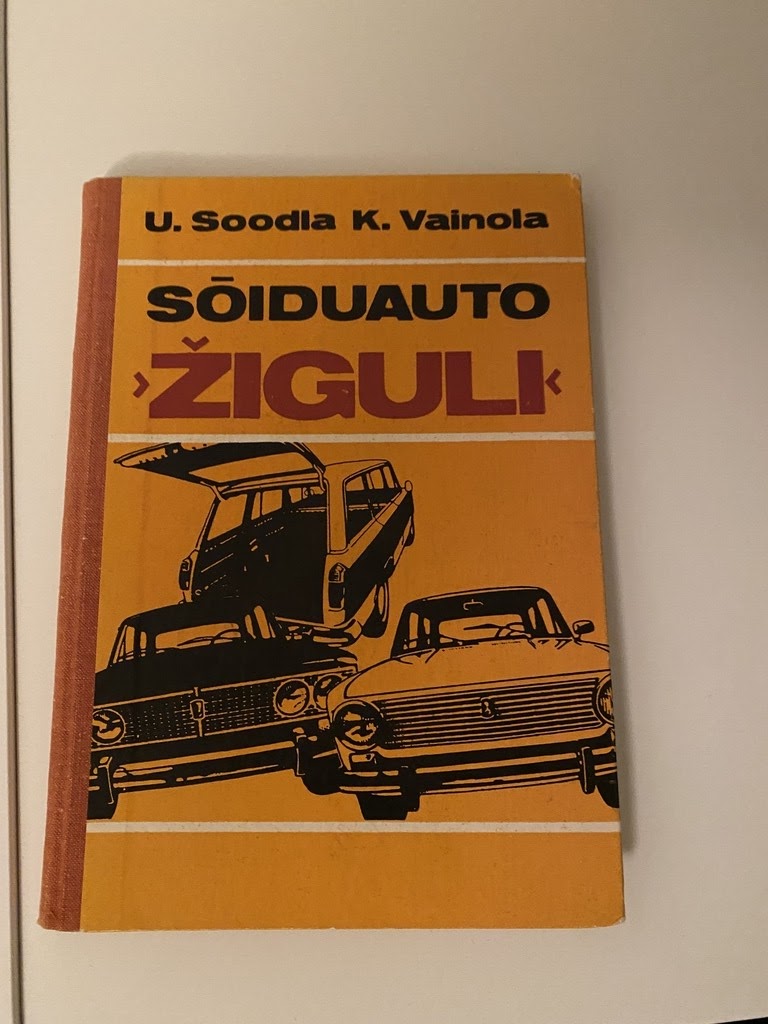 U. Soodla K. Vainola
SÕIDUAUTO
›ŽIGULI‹